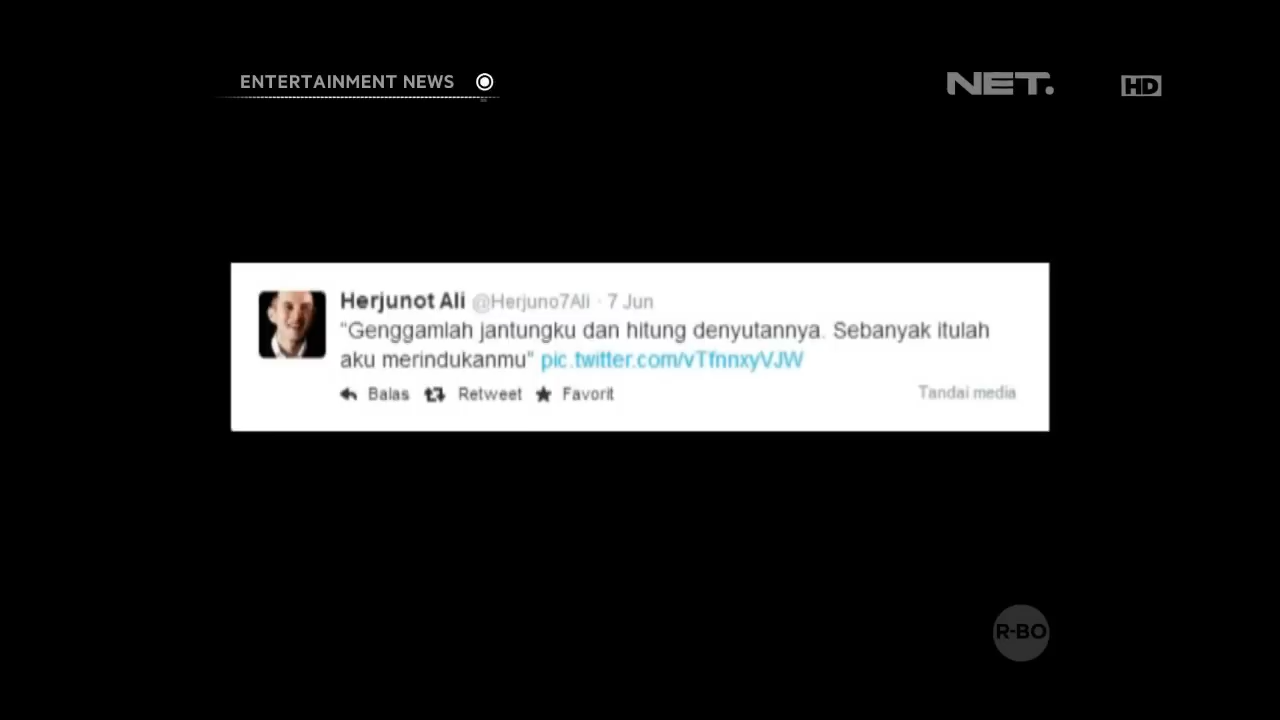 ENTERTAINMENT NEWS
NET.
HD
Herjunot Ali @Herjuno7Ali · 7 Jun
"Genggamlah jantungku dan hitung denyutannya. Sebanyak itulah
aku merindukanmu" pic.twitter.com/vTfnnxyVJW
Balas Retweet Favorit Tandai media
R-BO